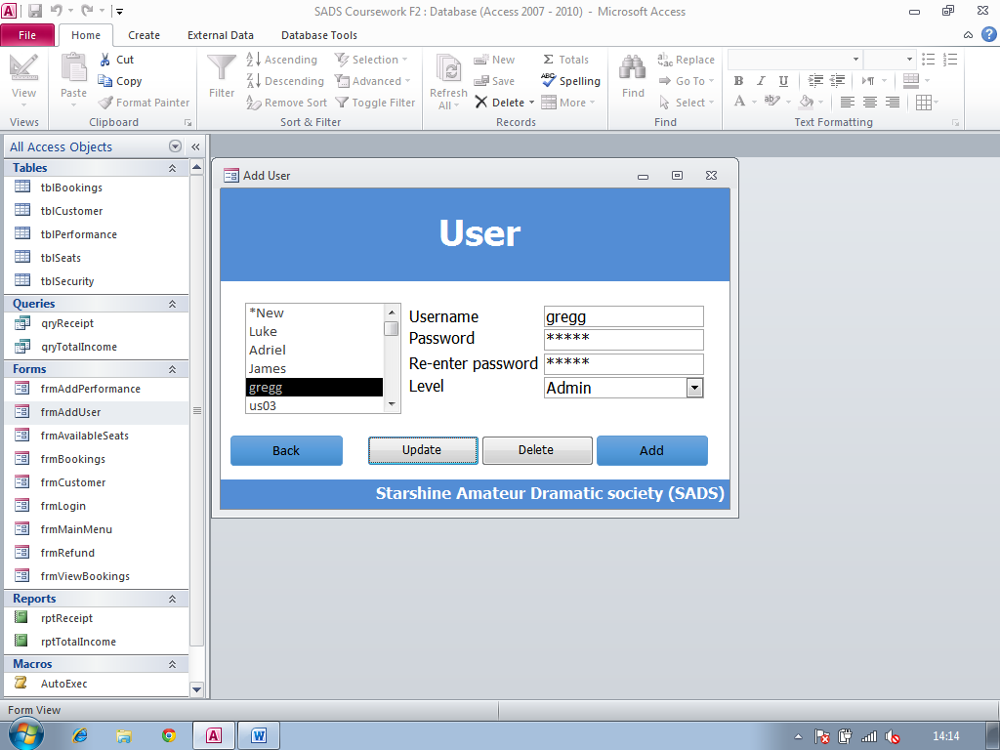 SADS Coursework F2 : Database (Access 2007 - 2010) - Microsoft Access
File Home Create External Data Database Tools
View
Views
Paste
Cut
Copy
Format Painter
Clipboard
Filter
Ascending
Descending
Remove Sort
Selection
Advanced
Toggle Filter
Sort & Filter
Refresh
All
New
Save
Delete
Totals
Spelling
More
Records
Find
Replace
Go To
Select
Find
B I U
A
Text Formatting
All Access Objects
Tables
tblBookings
tblCustomer
tblPerformance
tblSeats
tblSecurity
Queries
qryReceipt
qryTotalIncome
Forms
frmAddPerformance
frmAddUser
frmAvailableSeats
frmBookings
frmCustomer
frmLogin
frmMainMenu
frmRefund
frmViewBookings
Reports
rptReceipt
rptTotalIncome
Macros
AutoExec
Add User
User
*New
Luke
Adriel
James
gregg
us03
Username gregg
Password *****
Re-enter password *****
Level Admin
Back Update Delete Add
Starshine Amateur Dramatic society (SADS)
Form View
14:14